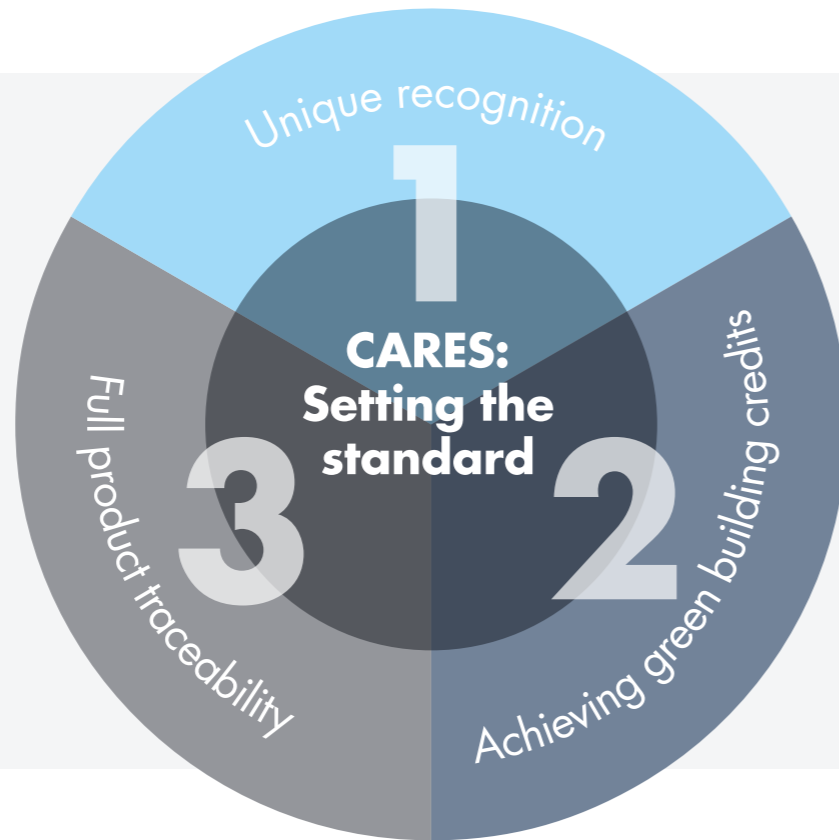 Unique recognition
1
CARES:
Setting the
standard
2
Achieving green building credits
3
Full product traceability